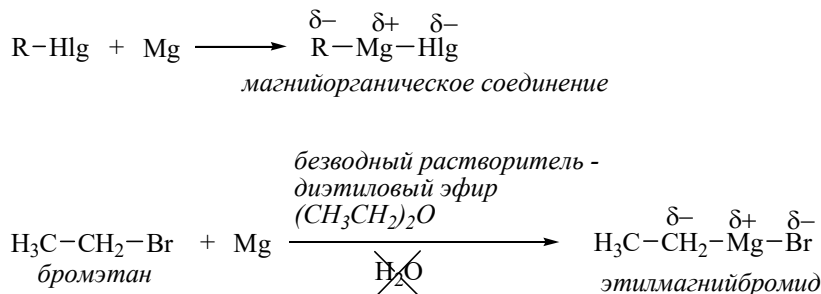 δ− δ+ δ−
R−Hlg + Mg ⟶ R−Mg−Hlg
магнийорганическое соединение
безводный растворитель -
диэтиловый эфир
(CH₃CH₂)₂O
δ− δ+ δ−
H₃C−CH₂−Br + Mg ⟶ H₃C−CH₂−Mg−Br
бромэтан H₂O этилмагнийбромид